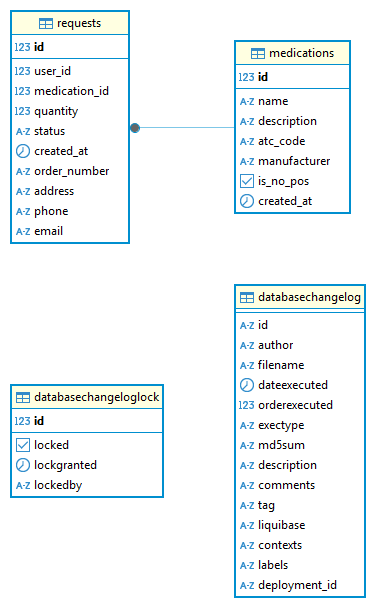 requests
123 id
123 user_id
123 medication_id
123 quantity
A-Z status
created_at
A-Z order_number
A-Z address
A-Z phone
A-Z email
medications
123 id
A-Z name
A-Z description
A-Z atc_code
A-Z manufacturer
is_no_pos
created_at
databasechangelog
A-Z id
A-Z author
A-Z filename
dateexecuted
123 orderexecuted
A-Z exectype
A-Z md5sum
A-Z description
A-Z comments
A-Z tag
A-Z liquibase
A-Z contexts
A-Z labels
A-Z deployment_id
databasechangeloglock
123 id
locked
lockgranted
A-Z lockedby